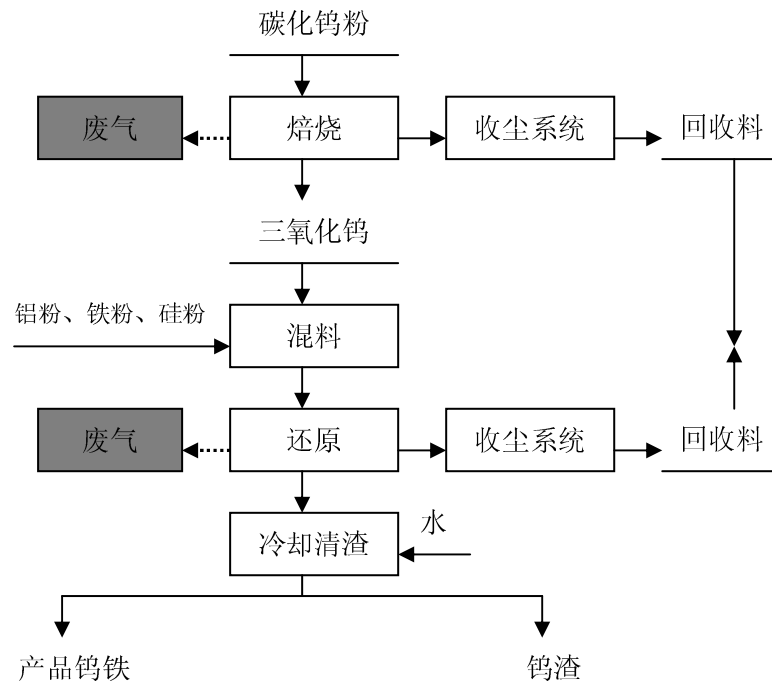 碳化钨粉
废气
焙烧
收尘系统
回收料
三氧化钨
铝粉、铁粉、硅粉
混料
废气
还原
收尘系统
回收料
水
冷却清渣
产品钨铁
钨渣